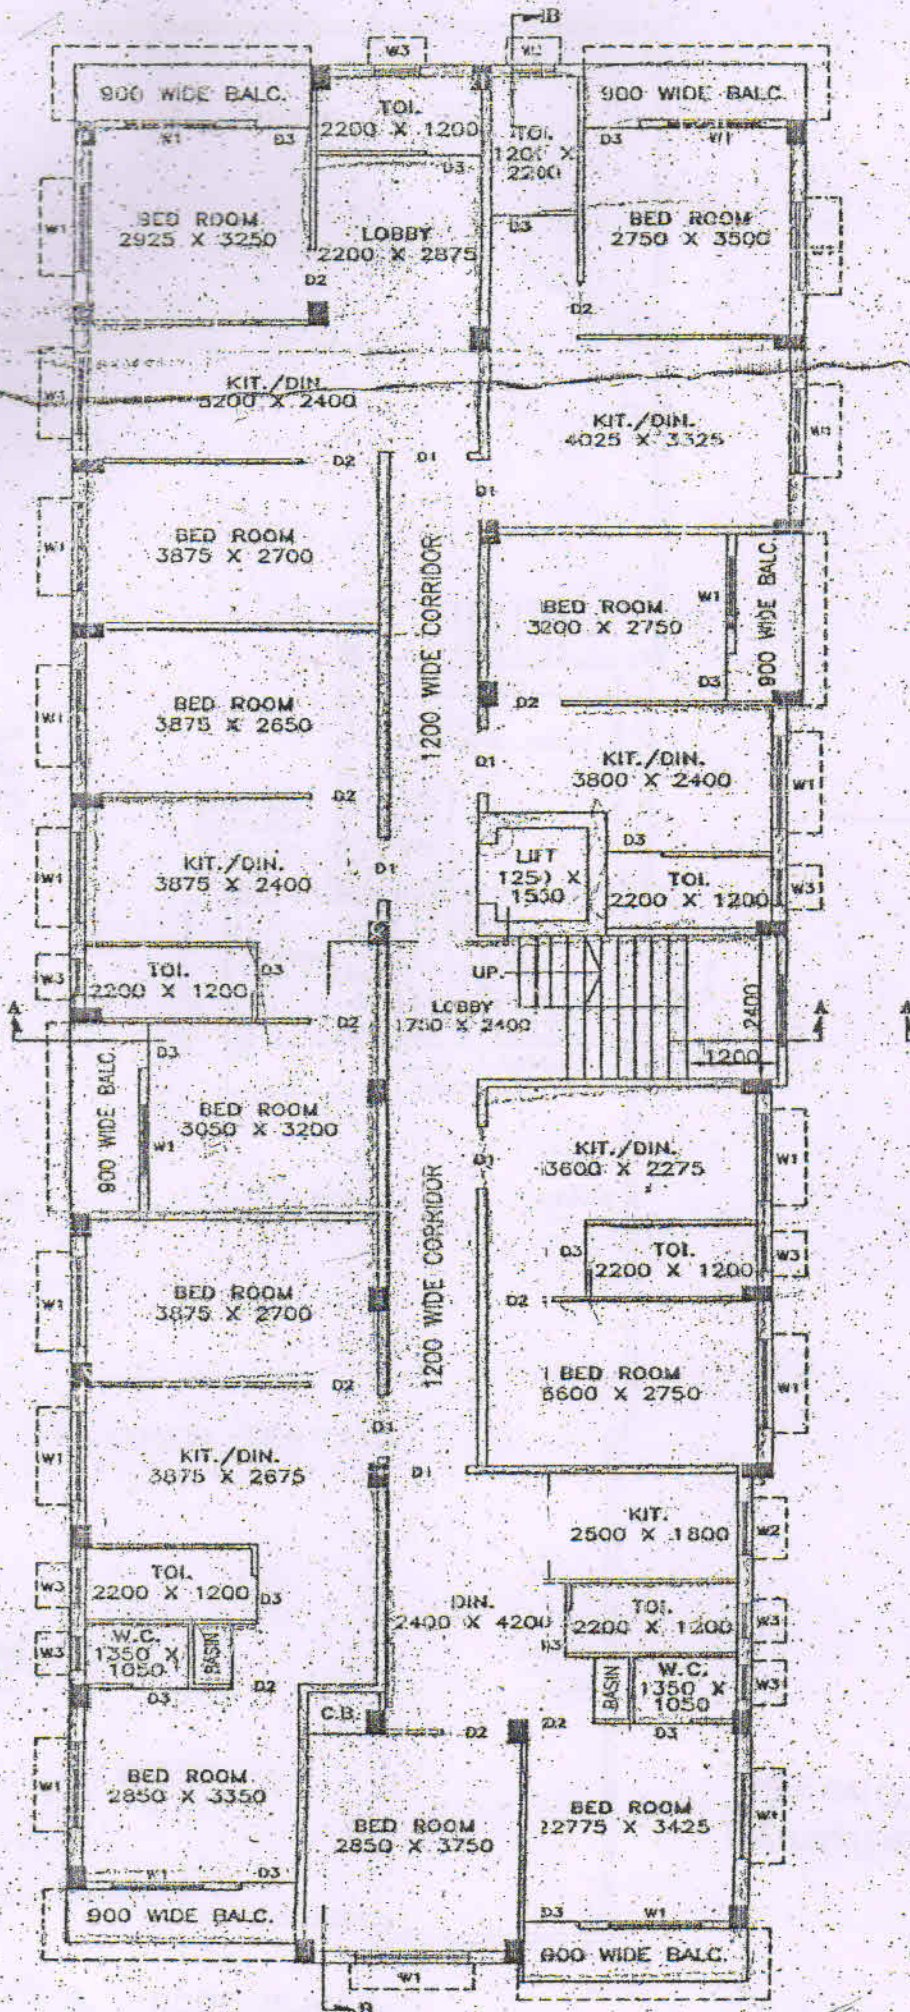 B
W3
900 WIDE BALC.
900 WIDE BALC.
TOI.
2200 X 1200
TOI.
1200 X
2200
D3
D3
W1
D3
D3
W1
BED ROOM
2925 X 3250
LOBBY
2200 X 2875
BED ROOM
2750 X 3500
W1
D2
D2
KIT./DIN.
5200 X 2400
KIT./DIN.
4025 X 3325
D2
D1
D1
BED ROOM
3875 X 2700
1200 WIDE CORRIDOR
BED ROOM
3200 X 2750
W1
900 WIDE BALC.
D3
D2
BED ROOM
3875 X 2650
W1
D1
KIT./DIN.
3800 X 2400
W1
D2
KIT./DIN.
3875 X 2400
W1
D1
LIFT
1250 X
1550
D3
TOI.
2200 X 1200
W3
W3
TOI.
2200 X 1200
D3
UP.
D2
LOBBY
1750 X 2400
2400
1200
A
A
D3
900 WIDE BALC.
W1
BED ROOM
3050 X 3200
KIT./DIN.
3600 X 2275
W1
1200 WIDE CORRIDOR
D3
TOI.
2200 X 1200
W3
W1
BED ROOM
3875 X 2700
D2
D2
BED ROOM
3600 X 2750
W1
D1
W1
KIT./DIN.
3875 X 2675
D1
KIT.
2500 X 1800
W2
W3
TOI.
2200 X 1200
D3
DIN.
2400 X 4200
TOI.
2200 X 1200
W3
D3
W3
W.C.
1350 X
1050
BASIN
D3
D2
BASIN
W.C.
1350 X
1050
W3
C.B.
D2
D2
D3
W1
BED ROOM
2850 X 3350
BED ROOM
2850 X 3750
BED ROOM
2775 X 3425
W1
W1
D3
900 WIDE BALC.
D3
W1
900 WIDE BALC.
W1
B